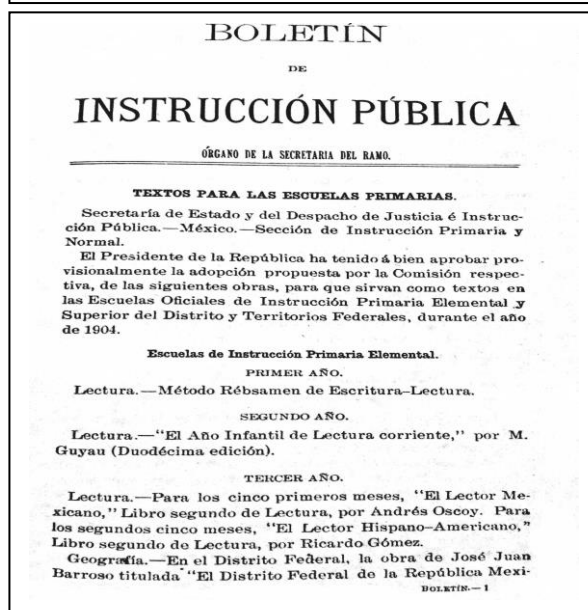 BOLETÍN
DE
INSTRUCCIÓN PÚBLICA
ÓRGANO DE LA SECRETARIA DEL RAMO.
TEXTOS PARA LAS ESCUELAS PRIMARIAS.
Secretaría de Estado y del Despacho de Justicia é Instruc-
ción Pública.—México.—Sección de Instrucción Primaria y
Normal.
El Presidente de la República ha tenido á bien aprobar pro-
visionalmente la adopción propuesta por la Comisión respec-
tiva, de las siguientes obras, para que sirvan como textos en
las Escuelas Oficiales de Instrucción Primaria Elemental y
Superior del Distrito y Territorios Federales, durante el año
de 1904.
Escuelas de Instrucción Primaria Elemental.
PRIMER AÑO.
Lectura.—Método Rébsamen de Escritura-Lectura.
SEGUNDO AÑO.
Lectura.—"El Año Infantil de Lectura corriente," por M.
Guyau (Duodécima edición).
TERCER AÑO.
Lectura.—Para los cinco primeros meses, "El Lector Me-
xicano," Libro segundo de Lectura, por Andrés Oscoy. Para
los segundos cinco meses, "El Lector Hispano-Americano,"
Libro segundo de Lectura, por Ricardo Gómez.
Geografía.—En el Distrito Federal, la obra de José Juan
Barroso titulada "El Distrito Federal de la República Mexi-
BOLETÍN.—1